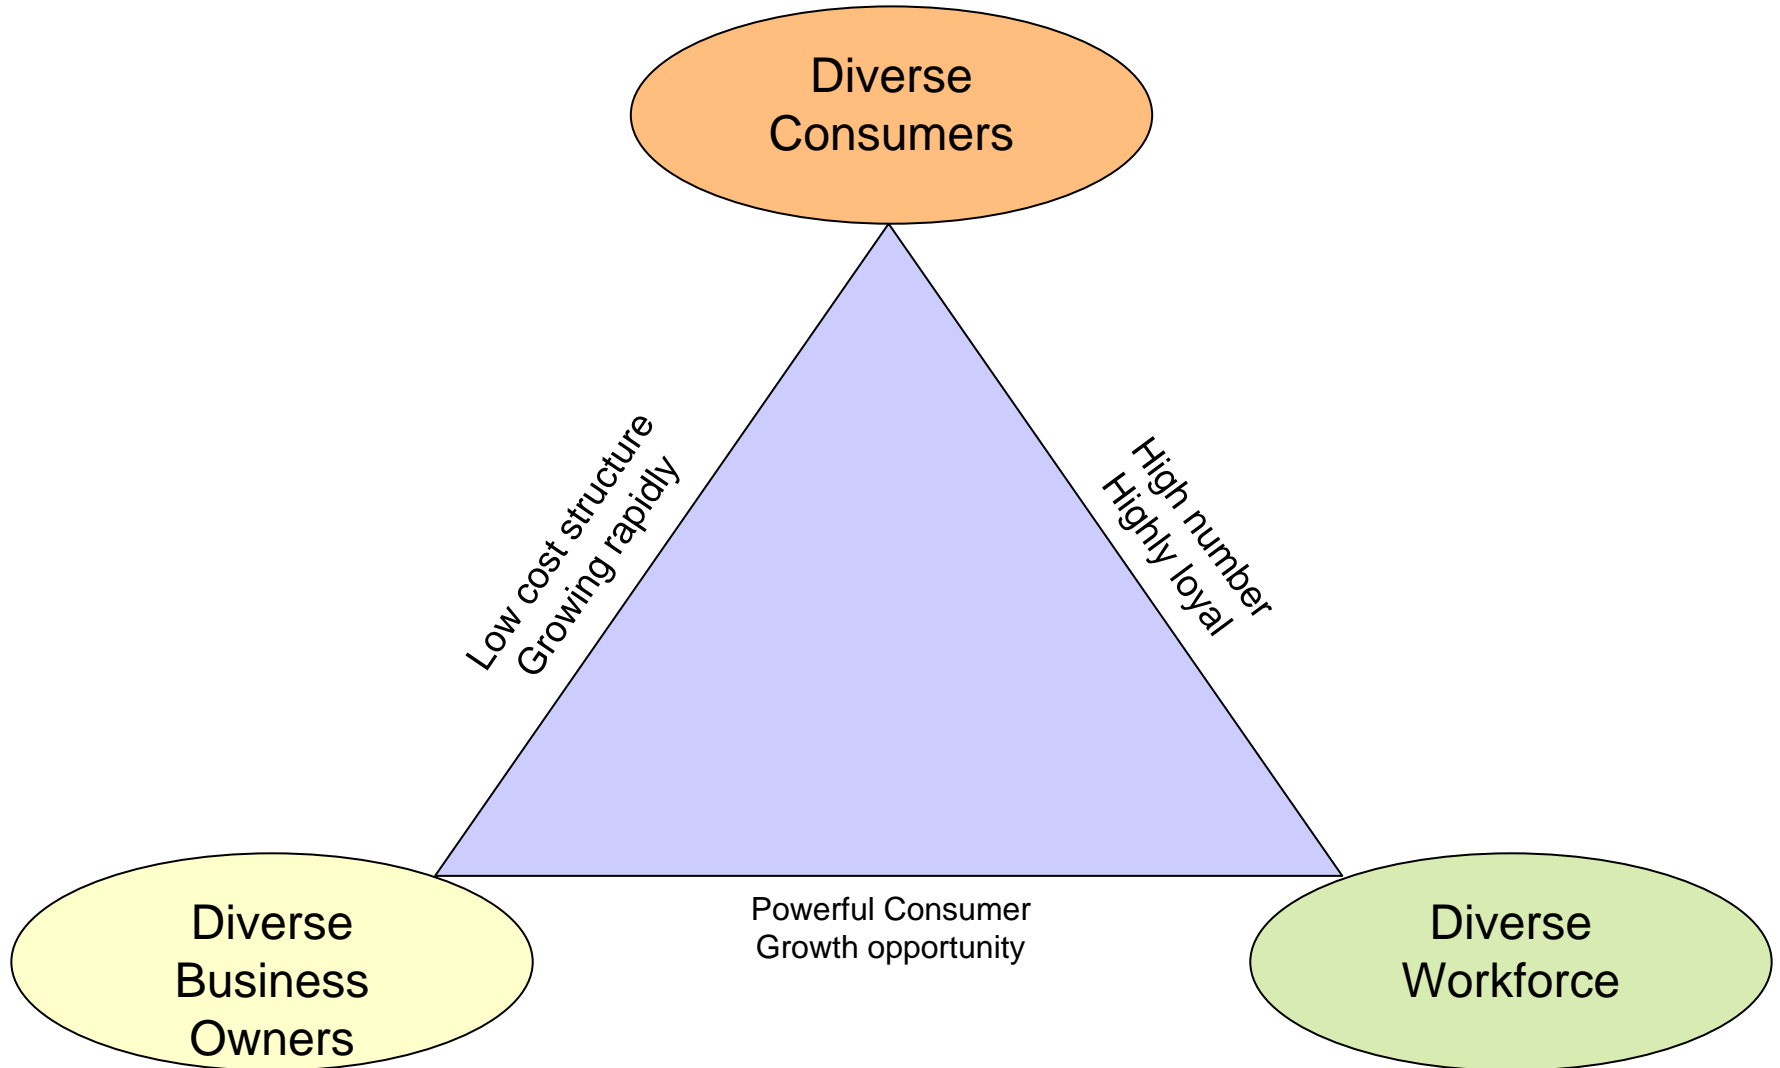 Diverse
Consumers
Low cost structure
Growing rapidly
High number
Highly loyal
Powerful Consumer
Growth opportunity
Diverse
Business
Owners
Diverse
Workforce